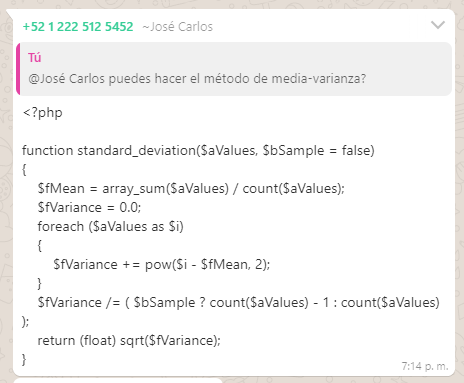 +52 1 222 512 5452 ~José Carlos
Tú
@José Carlos puedes hacer el método de media-varianza?
<?php
function standard_deviation($aValues, $bSample = false)
{
$fMean = array_sum($aValues) / count($aValues);
$fVariance = 0.0;
foreach ($aValues as $i)
{
$fVariance += pow($i - $fMean, 2);
}
$fVariance /= ( $bSample ? count($aValues) - 1 : count($aValues)
);
return (float) sqrt($fVariance);
}
7:14 p. m.